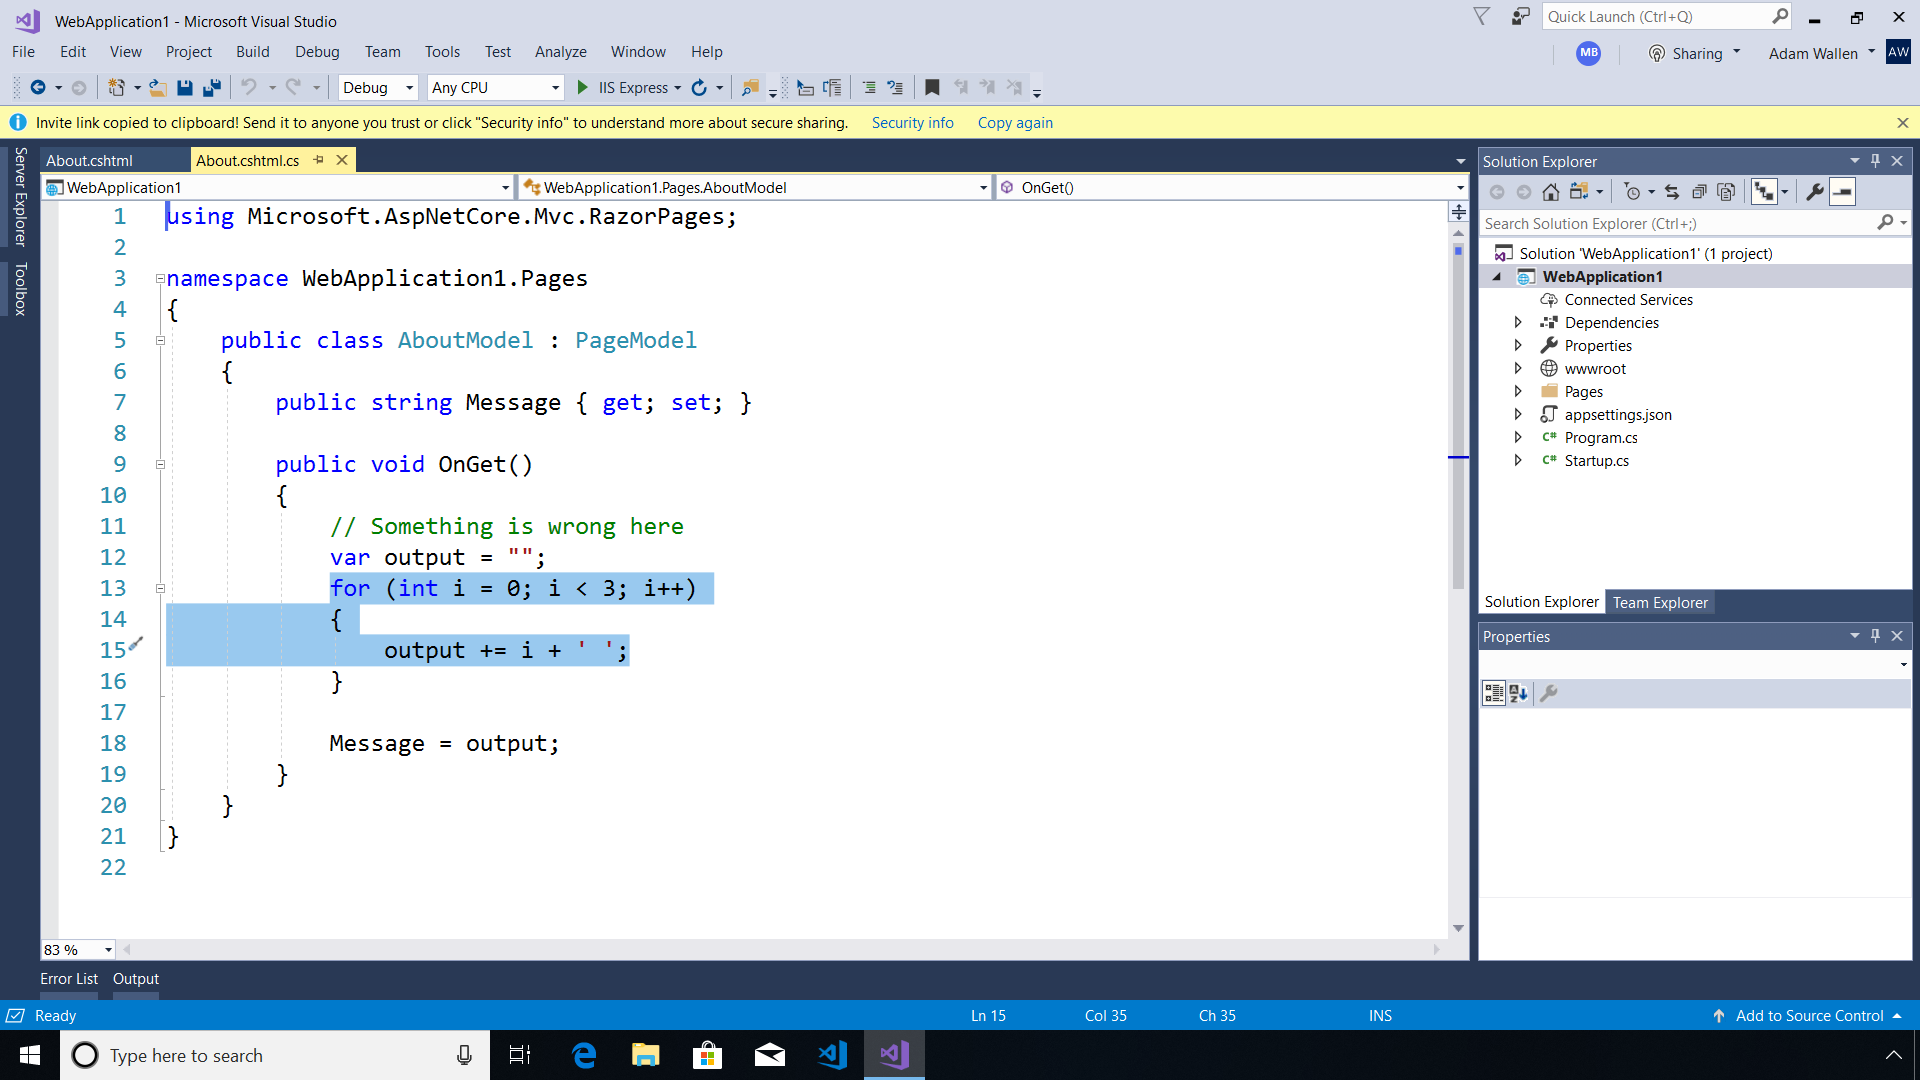 WebApplication1 - Microsoft Visual Studio
Quick Launch (Ctrl+Q)
File Edit View Project Build Debug Team Tools Test Analyze Window Help
MB Sharing Adam Wallen AW
Debug Any CPU IIS Express
Invite link copied to clipboard! Send it to anyone you trust or click "Security info" to understand more about secure sharing. Security info Copy again
Server Explorer
Toolbox
About.cshtml About.cshtml.cs
WebApplication1 WebApplication1.Pages.AboutModel OnGet()
1 using Microsoft.AspNetCore.Mvc.RazorPages;
2
3 namespace WebApplication1.Pages
4 {
5 public class AboutModel : PageModel
6 {
7 public string Message { get; set; }
8
9 public void OnGet()
10 {
11 // Something is wrong here
12 var output = "";
13 for (int i = 0; i < 3; i++)
14 {
15 output += i + ' ';
16 }
17
18 Message = output;
19 }
20 }
21 }
22
83 %
Solution Explorer
Search Solution Explorer (Ctrl+;)
Solution 'WebApplication1' (1 project)
WebApplication1
Connected Services
Dependencies
Properties
wwwroot
Pages
appsettings.json
C# Program.cs
C# Startup.cs
Solution Explorer Team Explorer
Properties
Error List Output
Ready Ln 15 Col 35 Ch 35 INS Add to Source Control
Type here to search